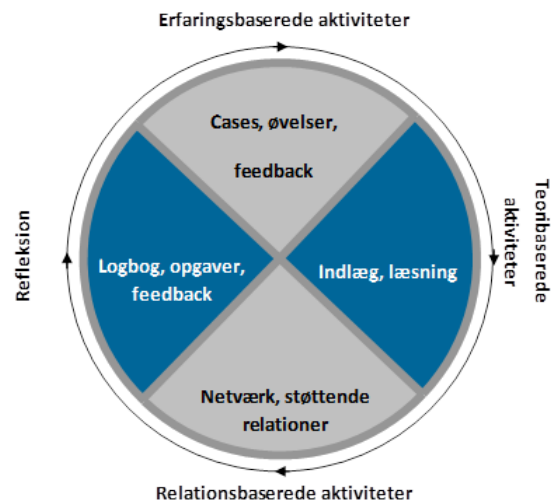 Erfaringsbaserede aktiviteter
Cases, øvelser,
feedback
Teoribaserede
aktiviteter
Indlæg, læsning
Refleksion
Logbog, opgaver,
feedback
Netværk, støttende
relationer
Relationsbaserede aktiviteter